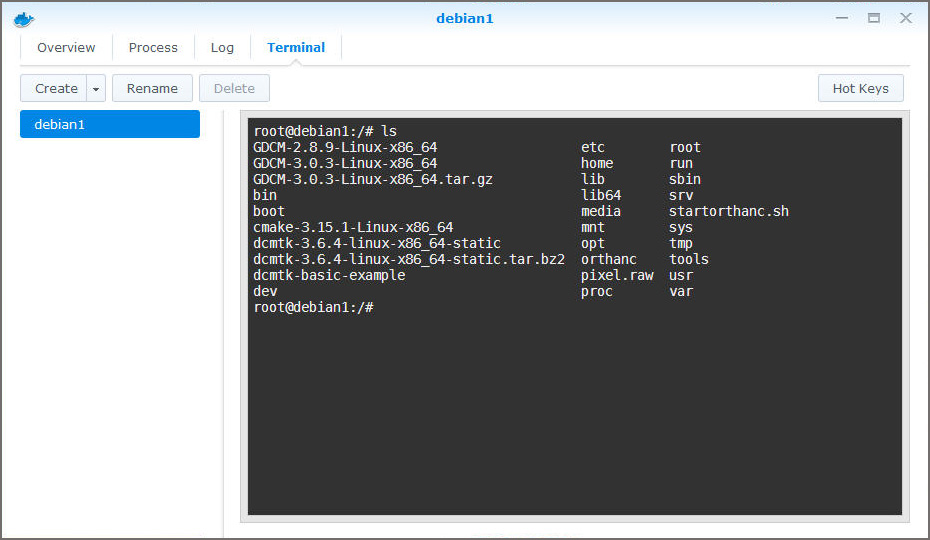 debian1
Overview Process Log Terminal
Create Rename Delete Hot Keys
debian1
root@debian1:/# ls
GDCM-2.8.9-Linux-x86_64 etc root
GDCM-3.0.3-Linux-x86_64 home run
GDCM-3.0.3-Linux-x86_64.tar.gz lib sbin
bin lib64 srv
boot media startorthanc.sh
cmake-3.15.1-Linux-x86_64 mnt sys
dcmtk-3.6.4-linux-x86_64-static opt tmp
dcmtk-3.6.4-linux-x86_64-static.tar.bz2 orthanc tools
dcmtk-basic-example pixel.raw usr
dev proc var
root@debian1:/#